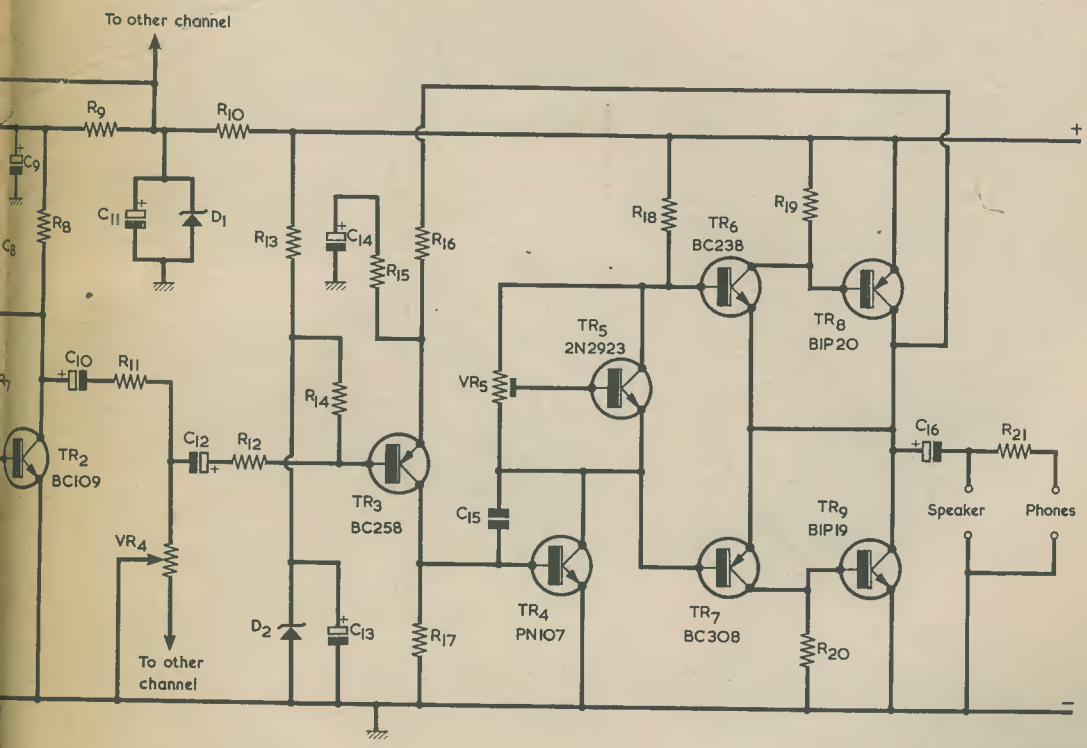 To other channel
R9
R10
+
+
C9
C11
+
D1
R8
C8
R13
+
C14
R15
R16
R18
TR6
BC238
R19
TR8
BIP20
TR5
2N2923
VR5
+
C10
R11
R7
R14
C12
+
R12
TR2
BC109
TR3
BC258
C15
C16
+
R21
Speaker
Phones
TR9
BIP19
VR4
TR4
PN107
TR7
BC308
D2
+
C13
R17
R20
To other
channel
−